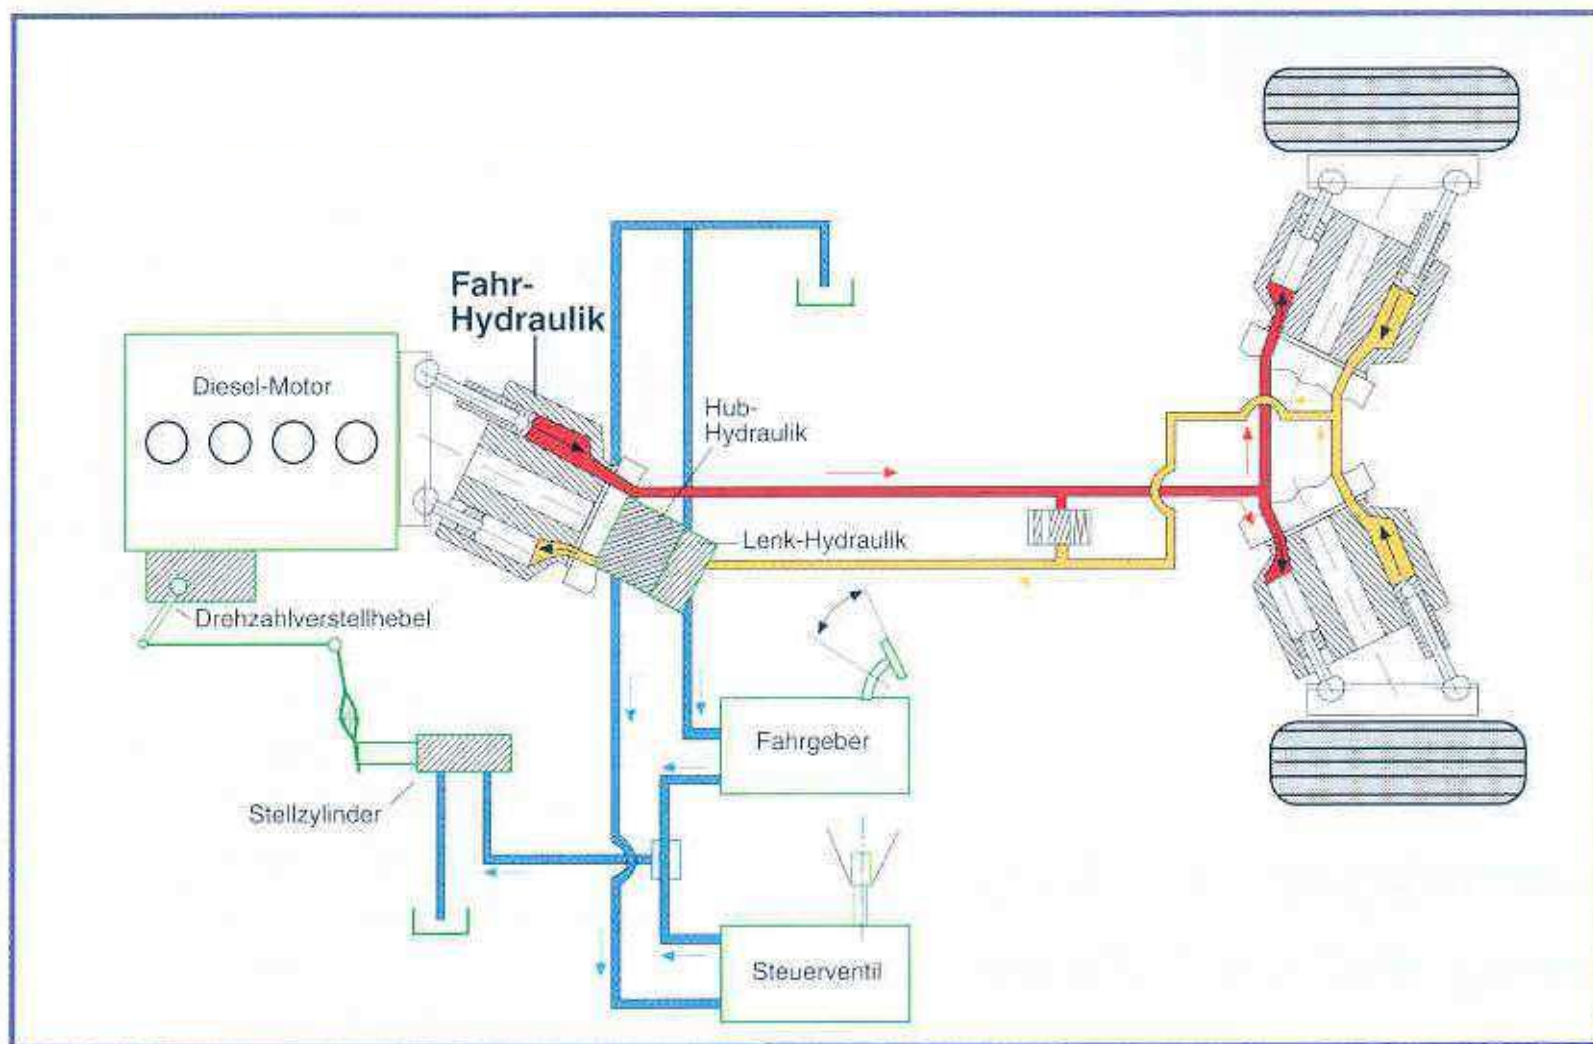 Fahr-
Hydraulik
Diesel-Motor
Hub-
Hydraulik
Lenk-Hydraulik
Drehzahlverstellhebel
Fahrgeber
Stellzylinder
Steuerventil